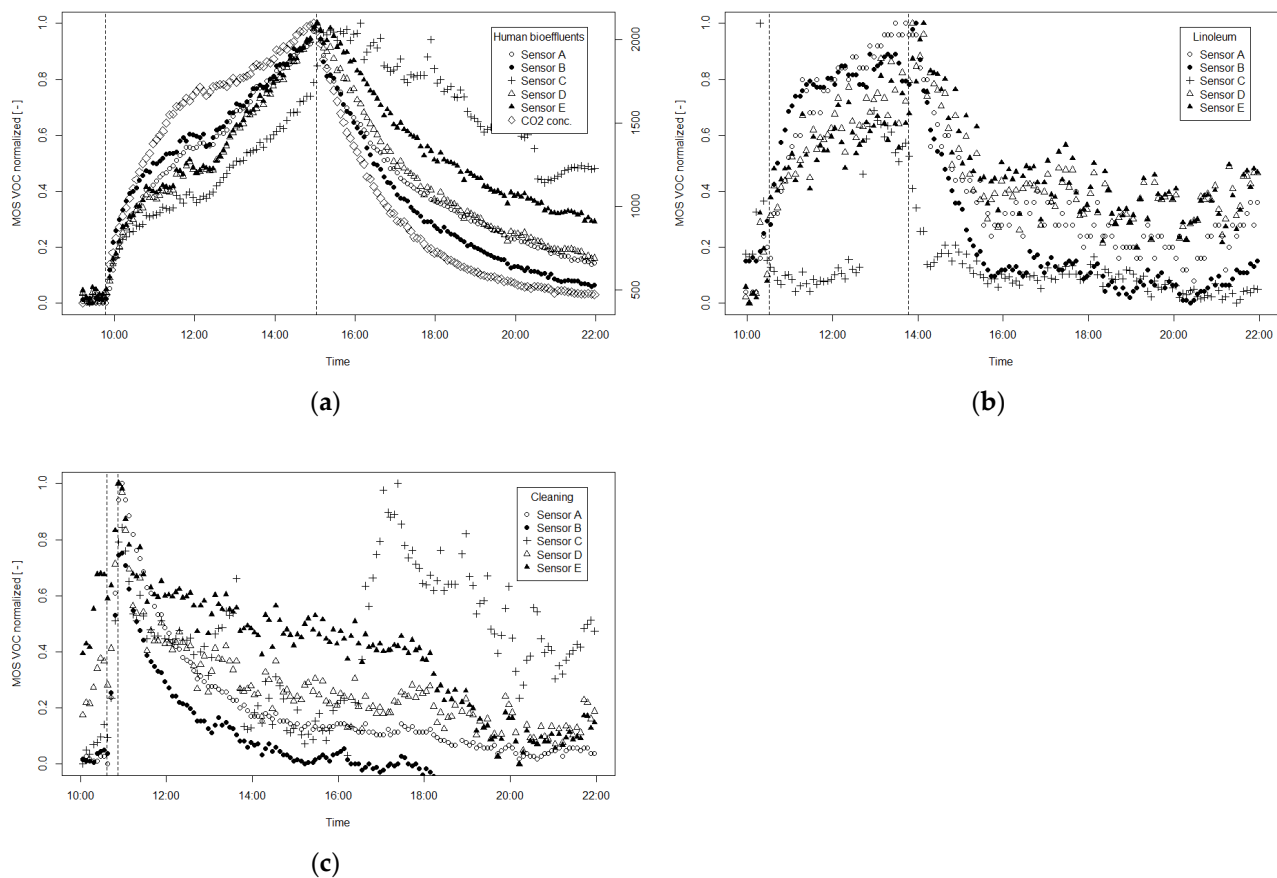 MOS VOC normalized [ - ]
0.0 0.2 0.4 0.6 0.8 1.0
Human bioeffluents
Sensor A
Sensor B
Sensor C
Sensor D
Sensor E
CO2 conc.
500 1000 1500 2000
10:00 12:00 14:00 16:00 18:00 20:00 22:00
Time
(a)
MOS VOC normalized [ - ]
0.0 0.2 0.4 0.6 0.8 1.0
Linoleum
Sensor A
Sensor B
Sensor C
Sensor D
Sensor E
10:00 12:00 14:00 16:00 18:00 20:00 22:00
Time
(b)
MOS VOC normalized [ - ]
0.0 0.2 0.4 0.6 0.8 1.0
Cleaning
Sensor A
Sensor B
Sensor C
Sensor D
Sensor E
10:00 12:00 14:00 16:00 18:00 20:00 22:00
Time
(c)